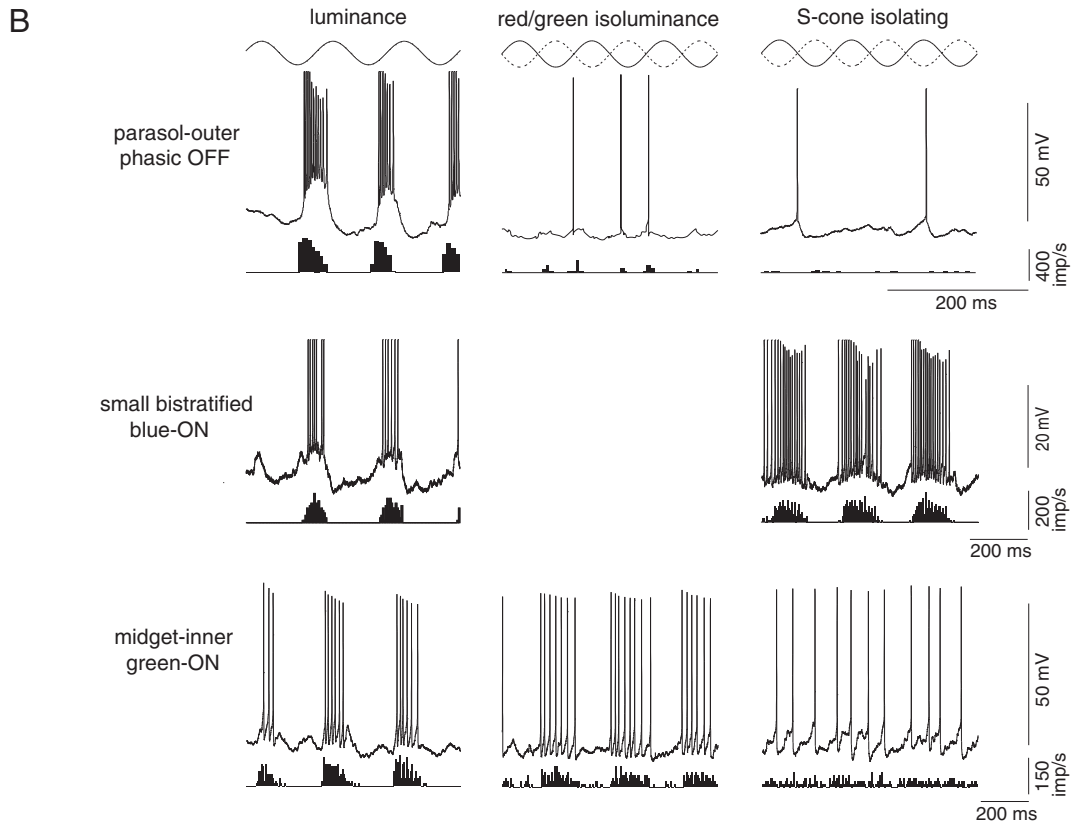 B
luminance
red/green isoluminance
S-cone isolating
parasol-outer
phasic OFF
50 mV
400
imp/s
200 ms
small bistratified
blue-ON
20 mV
200
imp/s
200 ms
midget-inner
green-ON
50 mV
150
imp/s
200 ms